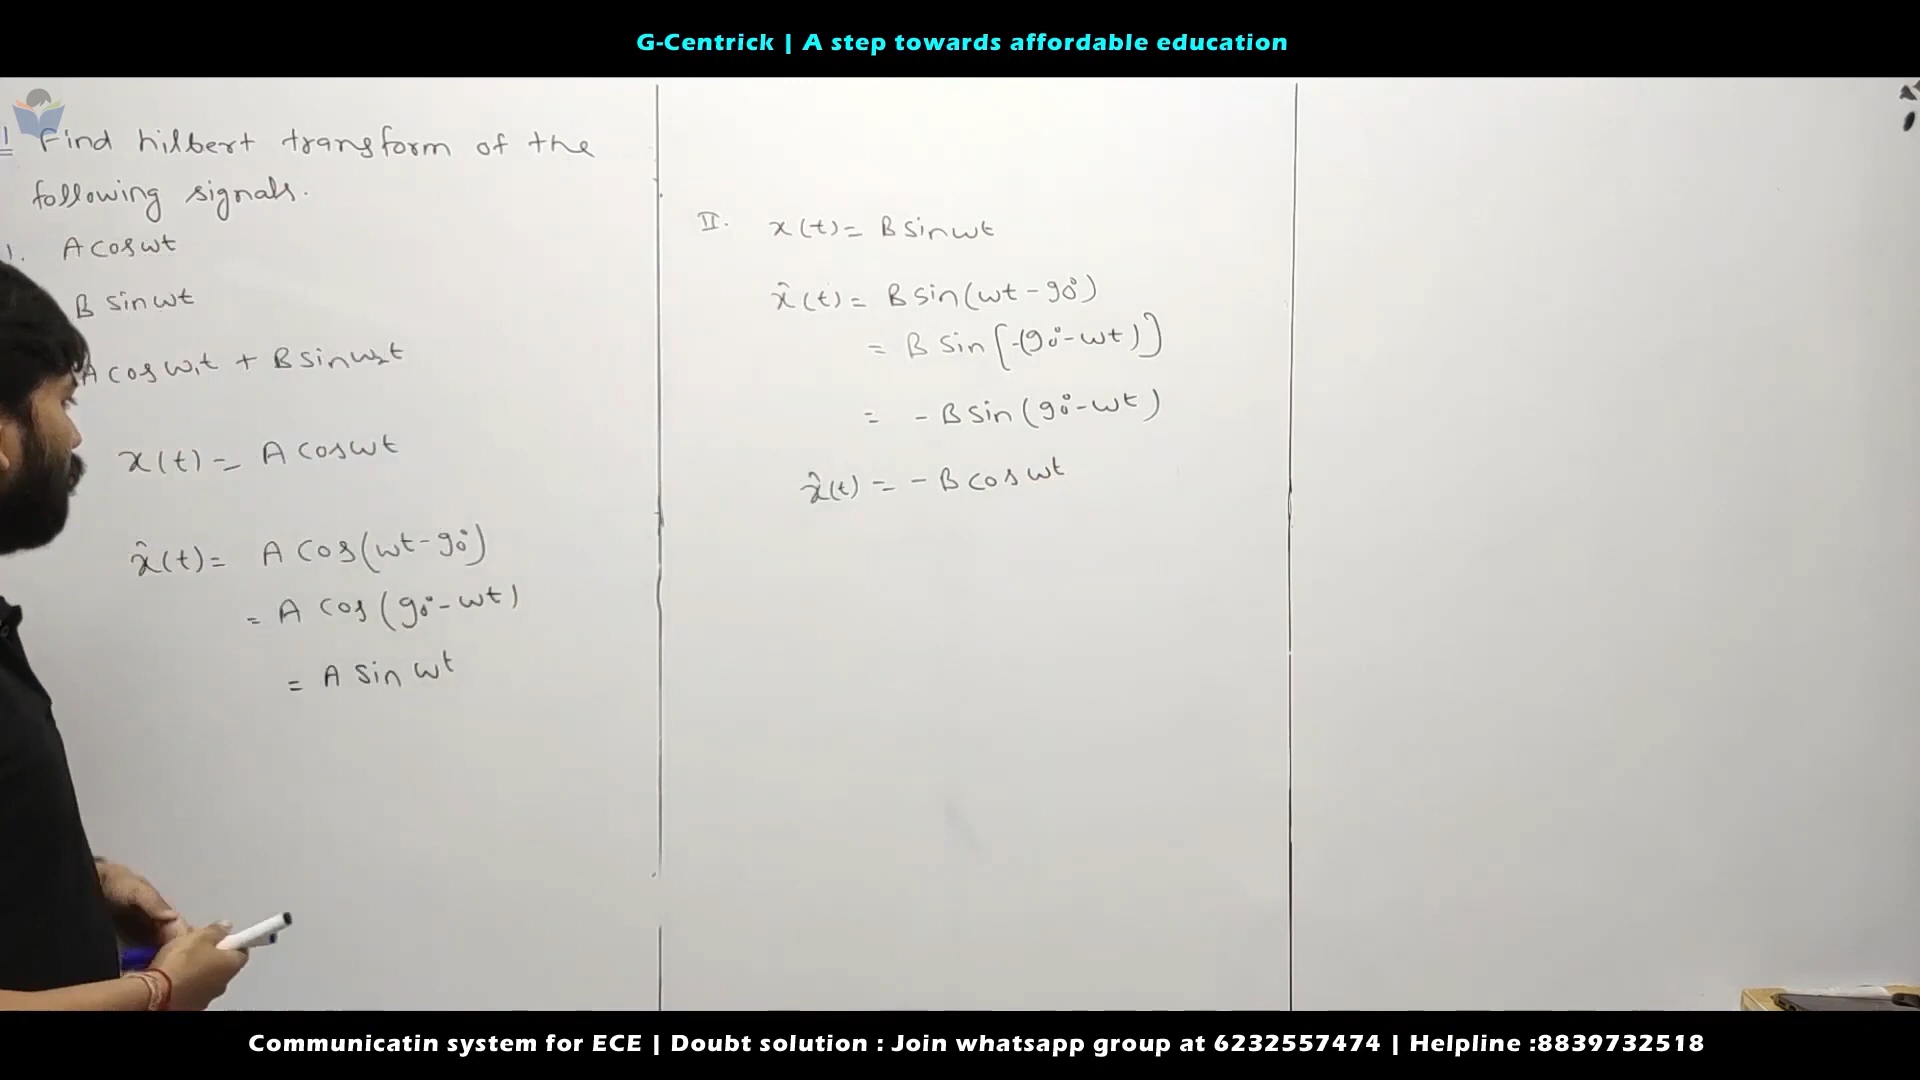 G-Centrick | A step towards affordable education
1 Find hilbert transform of the
following signals.
1. A cos ωt
B sin ωt
A cos ω₁t + B sin ω₂t
x(t) = A cos ωt
x̂(t) = A cos(ωt - 90°)
= A cos (90° - ωt)
= A sin ωt
II. x(t) = B sin ωt
x̂(t) = B sin(ωt - 90°)
= B sin [-(90° - ωt)]
= - B sin (90° - ωt)
x̂(t) = - B cos ωt
Communicatin system for ECE | Doubt solution : Join whatsapp group at 6232557474 | Helpline :8839732518